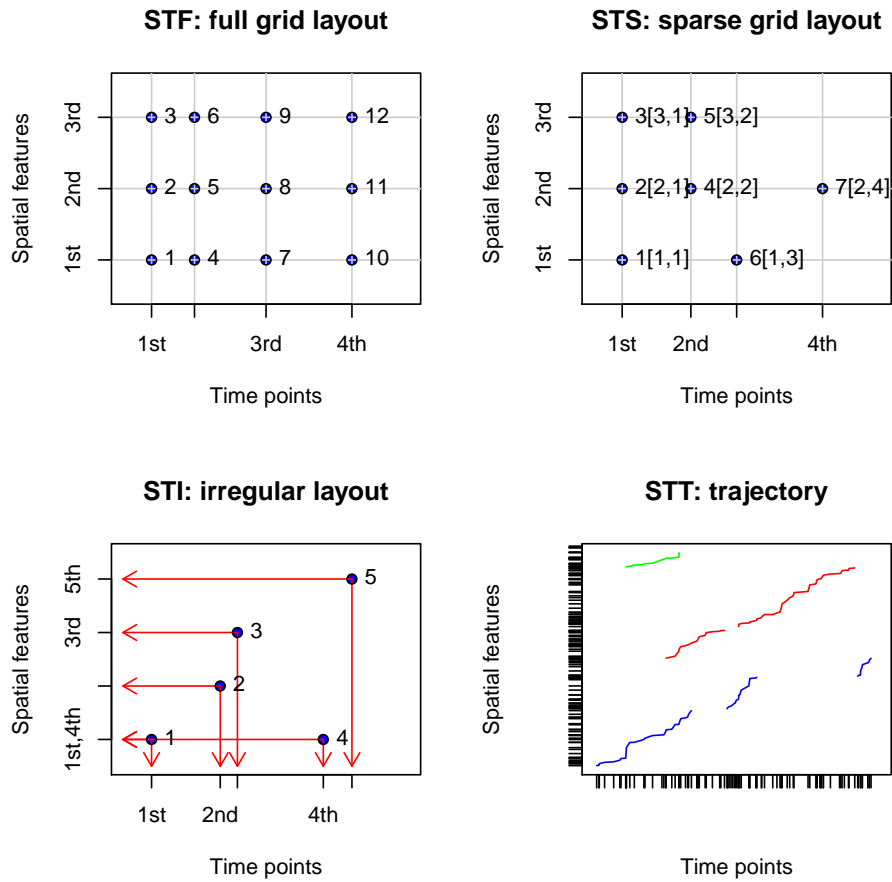 STF: full grid layout
Spatial features
3rd
2nd
1st
3 6 9 12
2 5 8 11
1 4 7 10
1st 3rd 4th
Time points
STS: sparse grid layout
Spatial features
3rd
2nd
1st
3[3,1] 5[3,2]
2[2,1] 4[2,2] 7[2,4]
1[1,1] 6[1,3]
1st 2nd 4th
Time points
STI: irregular layout
Spatial features
5th
3rd
1st,4th
5
3
2
1 4
1st 2nd 4th
Time points
STT: trajectory
Spatial features
Time points